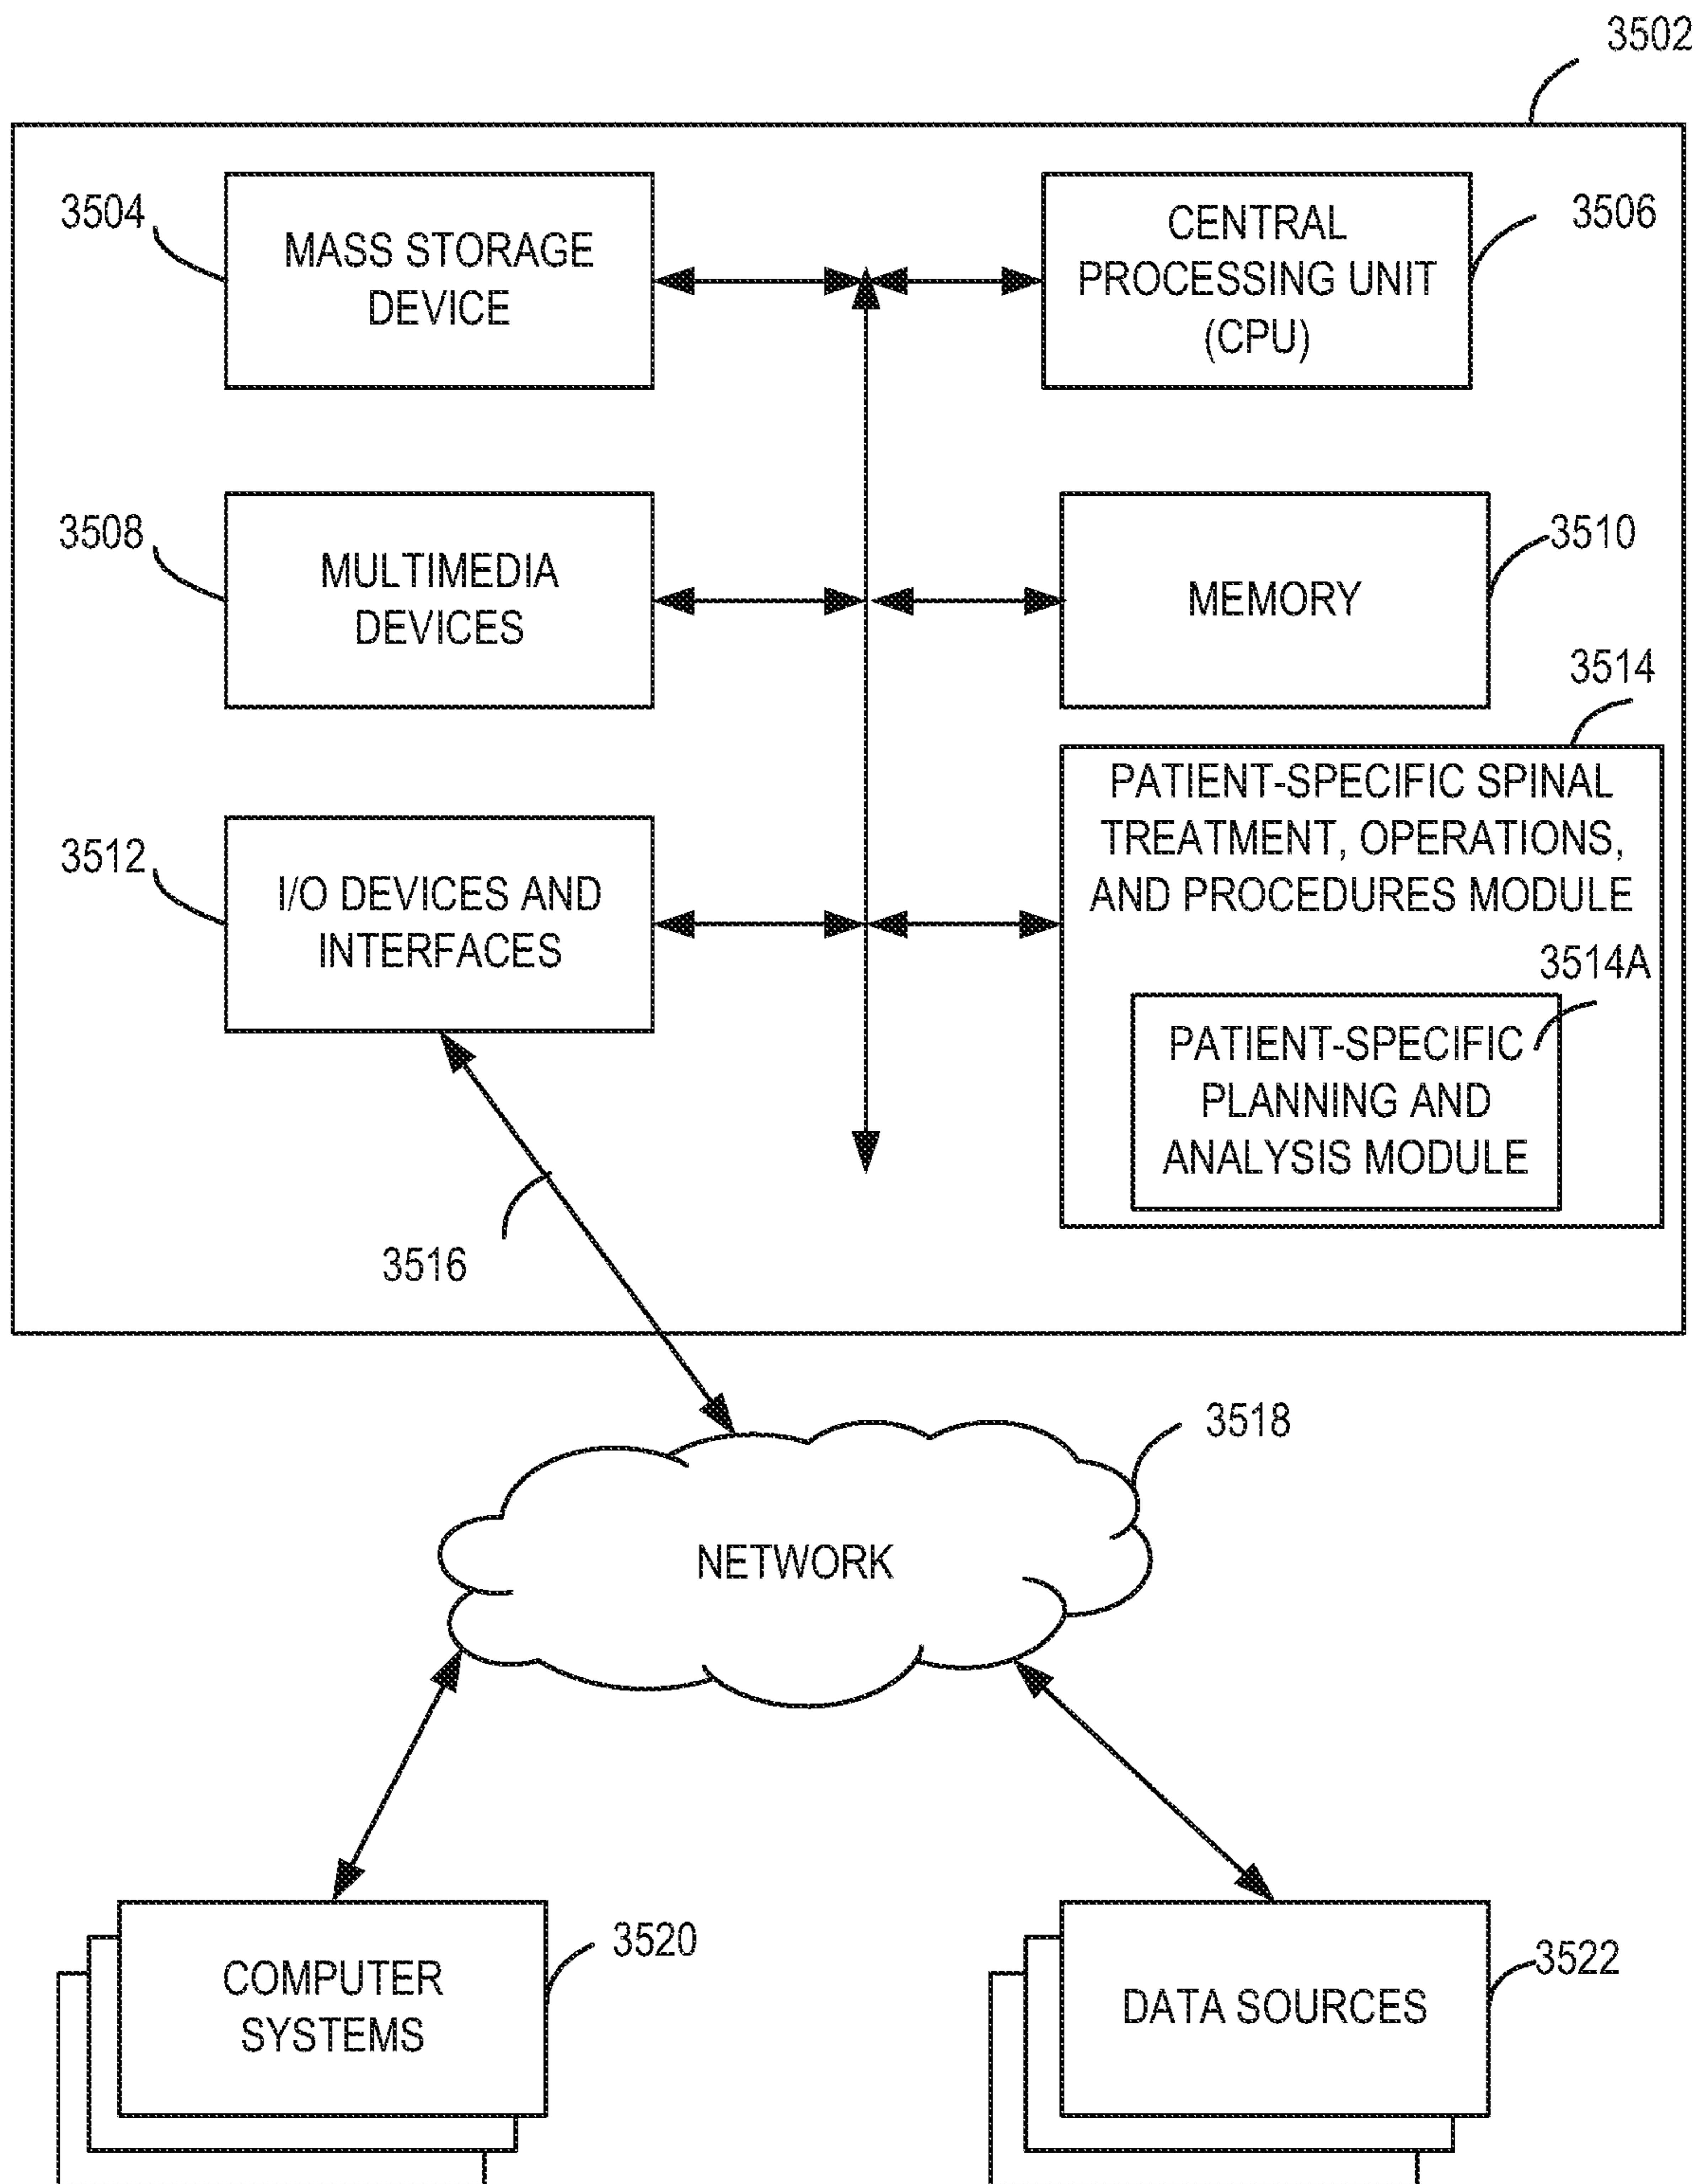 3502
3504
MASS STORAGE
DEVICE
CENTRAL
PROCESSING UNIT
(CPU)
3506
3508
MULTIMEDIA
DEVICES
MEMORY
3510
3514
3512
I/O DEVICES AND
INTERFACES
PATIENT-SPECIFIC SPINAL
TREATMENT, OPERATIONS,
AND PROCEDURES MODULE
3514A
PATIENT-SPECIFIC
PLANNING AND
ANALYSIS MODULE
3516
3518
NETWORK
COMPUTER
SYSTEMS
3520
DATA SOURCES
3522